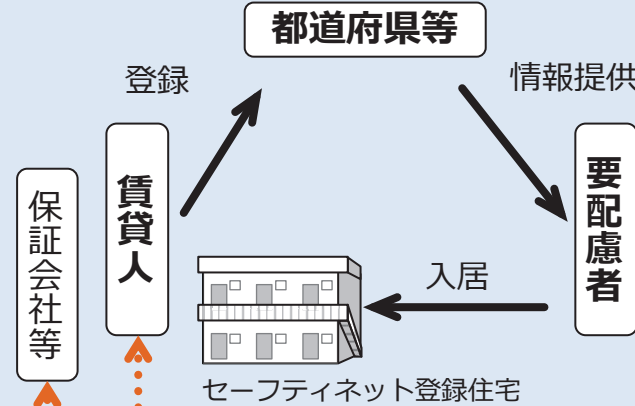 都道府県等
登録
情報提供
賃貸人
保証会社等
要配慮者
入居
セーフティネット登録住宅